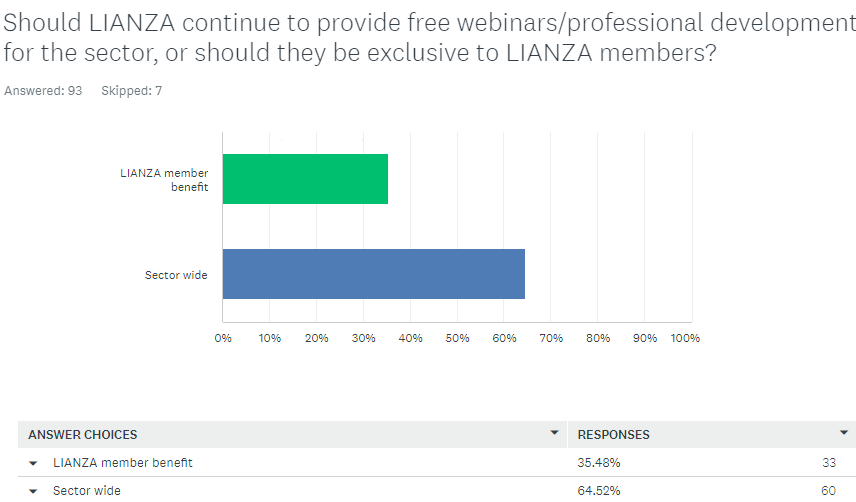 Should LIANZA continue to provide free webinars/professional development
for the sector, or should they be exclusive to LIANZA members?
Answered: 93 Skipped: 7
LIANZA member
benefit
Sector wide
0% 10% 20% 30% 40% 50% 60% 70% 80% 90% 100%
ANSWER CHOICES RESPONSES
LIANZA member benefit 35.48% 33
Sector wide 64.52% 60